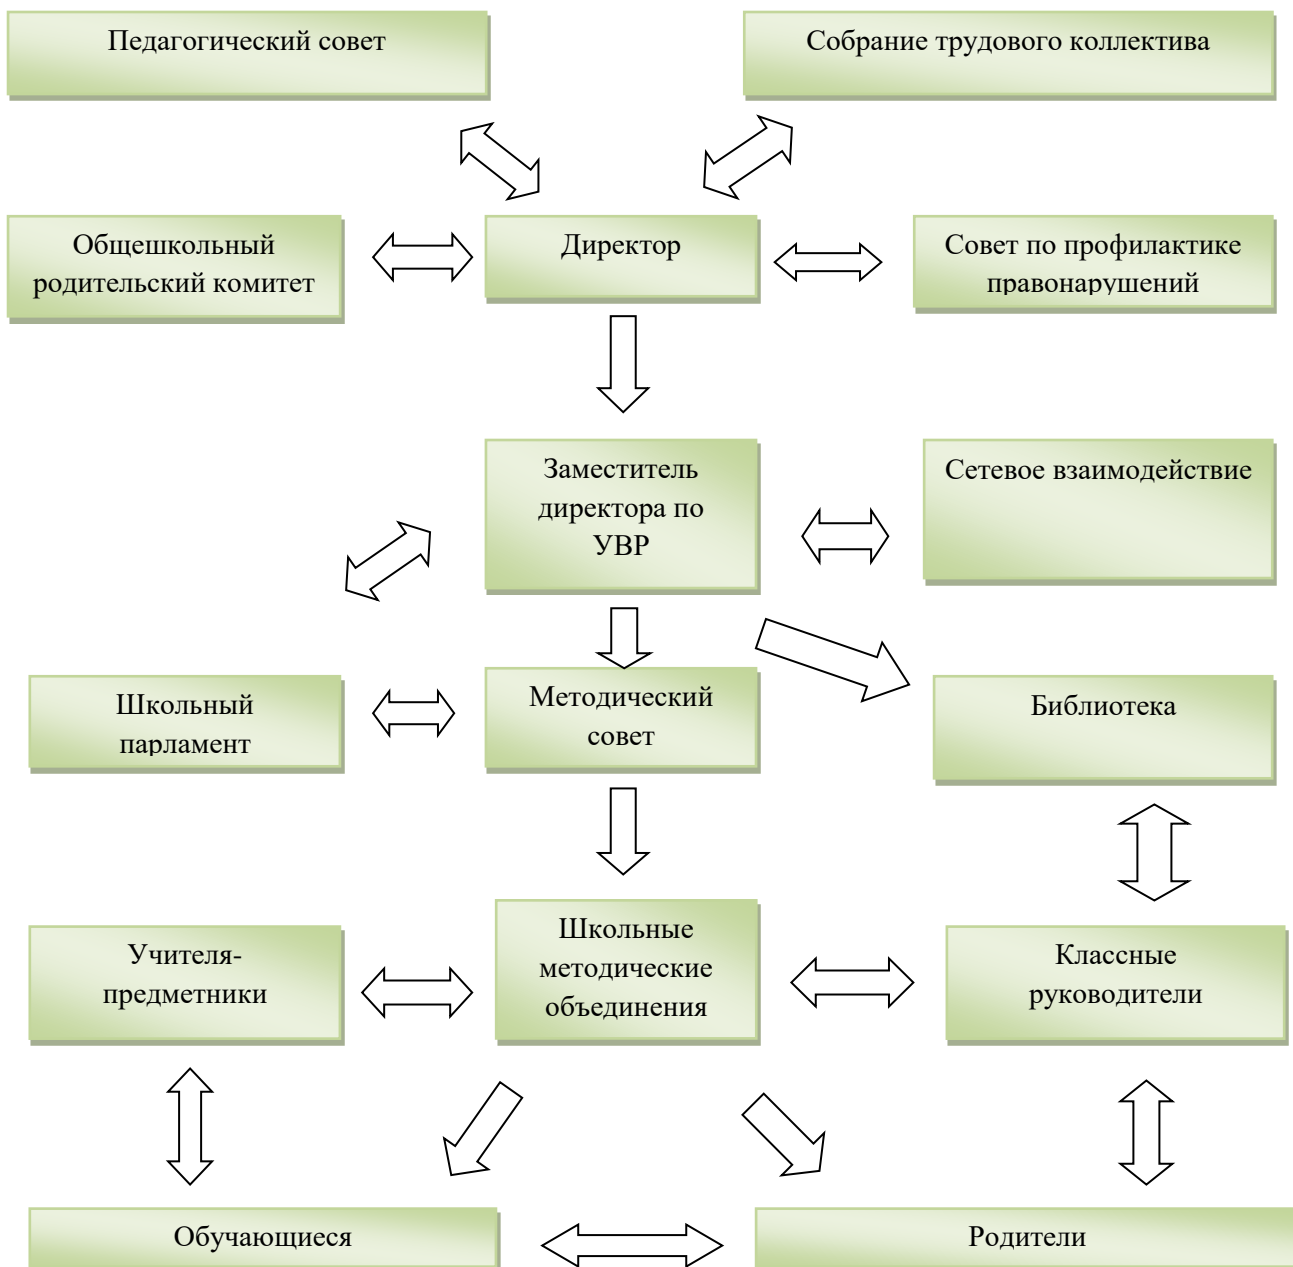 Педагогический совет
Собрание трудового коллектива
Общешкольный
родительский комитет
Директор
Совет по профилактике
правонарушений
Заместитель
директора по
УВР
Сетевое взаимодействие
Школьный
парламент
Методический
совет
Библиотека
Учителя-
предметники
Школьные
методические
объединения
Классные
руководители
Обучающиеся
Родители